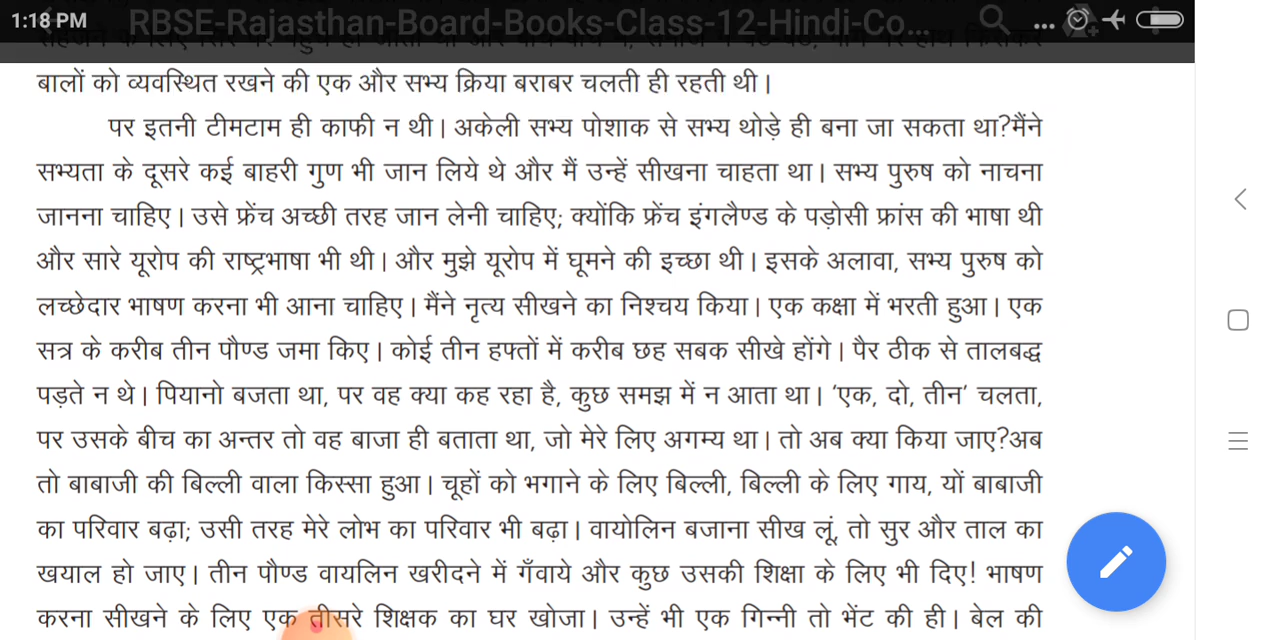 1:18 PM RBSE-Rajasthan-Board-Books-Class-12-Hindi-Co...
बालों को व्यवस्थित रखने की एक और सभ्य क्रिया बराबर चलती ही रहती थी।
पर इतनी टीमटाम ही काफी न थी। अकेली सभ्य पोशाक से सभ्य थोड़े ही बना जा सकता था?मैंने
सभ्यता के दूसरे कई बाहरी गुण भी जान लिये थे और मैं उन्हें सीखना चाहता था। सभ्य पुरुष को नाचना
जानना चाहिए। उसे फ्रेंच अच्छी तरह जान लेनी चाहिए; क्योंकि फ्रेंच इंगलैण्ड के पड़ोसी फ्रांस की भाषा थी
और सारे यूरोप की राष्ट्रभाषा भी थी। और मुझे यूरोप में घूमने की इच्छा थी। इसके अलावा, सभ्य पुरुष को
लच्छेदार भाषण करना भी आना चाहिए। मैंने नृत्य सीखने का निश्चय किया। एक कक्षा में भरती हुआ। एक
सत्र के करीब तीन पौण्ड जमा किए। कोई तीन हफ्तों में करीब छह सबक सीखे होंगे। पैर ठीक से तालबद्ध
पड़ते न थे। पियानो बजता था, पर वह क्या कह रहा है, कुछ समझ में न आता था। ‘एक, दो, तीन’ चलता,
पर उसके बीच का अन्तर तो वह बाजा ही बताता था, जो मेरे लिए अगम्य था। तो अब क्या किया जाए?अब
तो बाबाजी की बिल्ली वाला किस्सा हुआ। चूहों को भगाने के लिए बिल्ली, बिल्ली के लिए गाय, यों बाबाजी
का परिवार बढ़ा; उसी तरह मेरे लोभ का परिवार भी बढ़ा। वायोलिन बजाना सीख लूं, तो सुर और ताल का
खयाल हो जाए। तीन पौण्ड वायलिन खरीदने में गँवाये और कुछ उसकी शिक्षा के लिए भी दिए! भाषण
करना सीखने के लिए एक तीसरे शिक्षक का घर खोजा। उन्हें भी एक गिन्नी तो भेंट की ही। बेल की